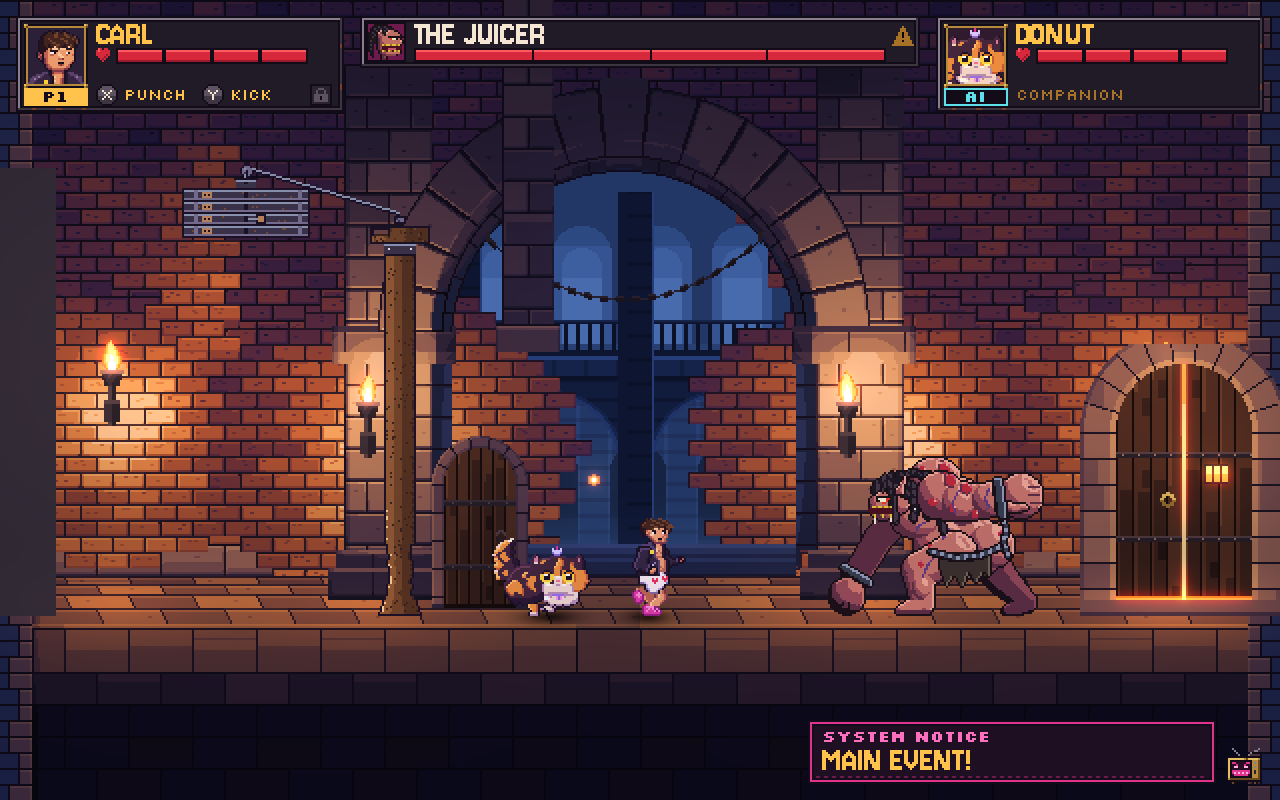 CARL
P1
X PUNCH Y KICK
THE JUICER
DONUT
AI
COMPANION
SYSTEM NOTICE
MAIN EVENT!